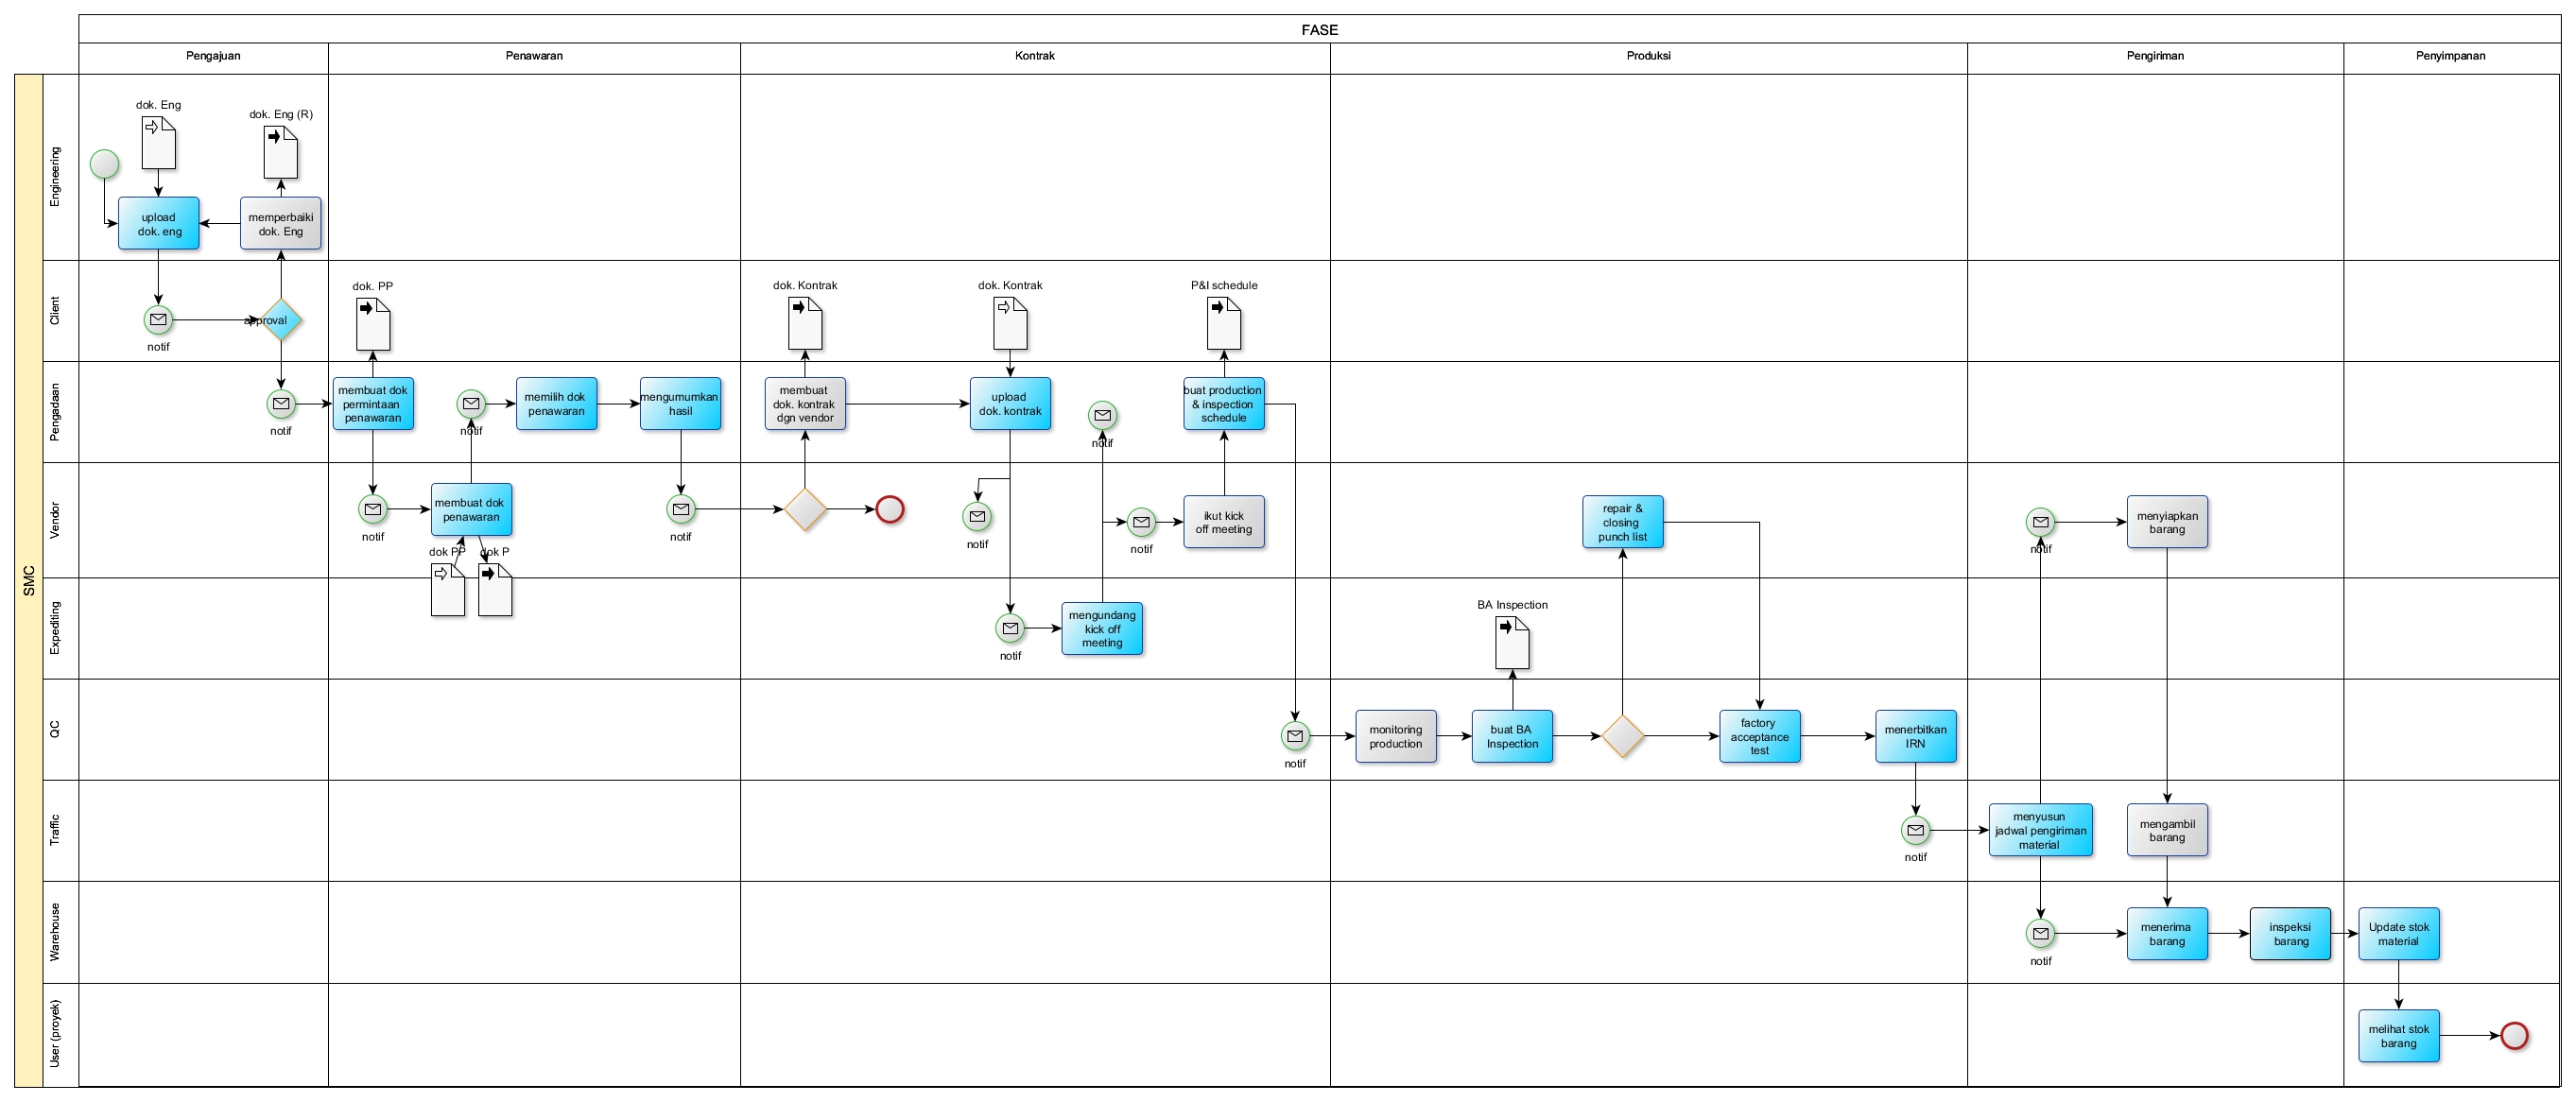 FASE
Pengajuan
Penawaran
Kontrak
Produksi
Pengiriman
Penyimpanan
SMC
Engineering
dok. Eng
dok. Eng (R)
upload
dok. eng
memperbaiki
dok. Eng
Client
notif
approval
dok. PP
dok. Kontrak
dok. Kontrak
P&I schedule
Pengadaan
notif
membuat dok
permintaan
penawaran
notif
memilih dok
penawaran
mengumumkan
hasil
membuat
dok. kontrak
dgn vendor
upload
dok. kontrak
notif
buat production
& inspection
schedule
Vendor
notif
membuat dok
penawaran
dok PP
dok P
notif
notif
notif
ikut kick
off meeting
repair &
closing
punch list
notif
menyiapkan
barang
Expediting
notif
mengundang
kick off
meeting
BA Inspection
QC
notif
monitoring
production
buat BA
Inspection
factory
acceptance
test
menerbitkan
IRN
Traffic
notif
menyusun
jadwal pengiriman
material
mengambil
barang
Warehouse
notif
menerima
barang
inspeksi
barang
Update stok
material
User (proyek)
melihat stok
barang